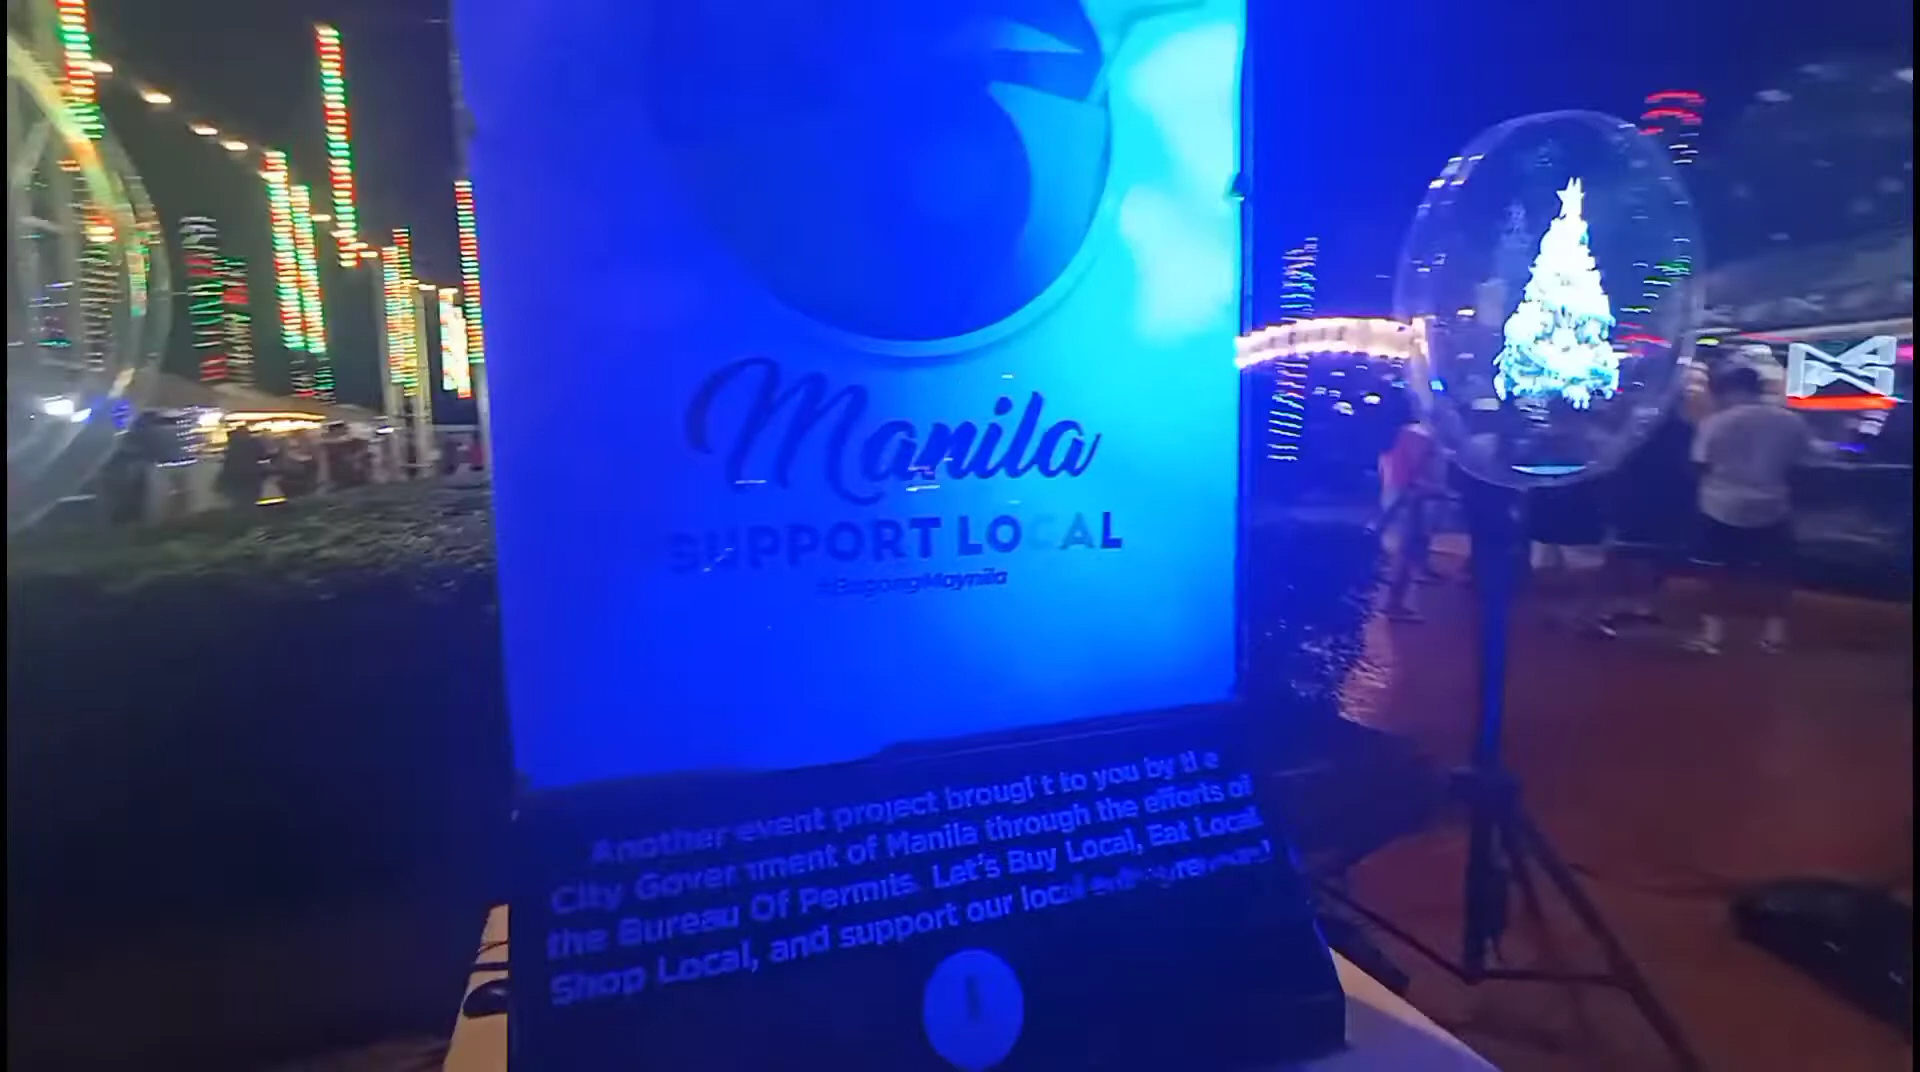 Manila
SUPPORT LOCAL
#BagongMaynila
Another event project brought to you by the
City Government of Manila through the efforts of
the Bureau Of Permits. Let's Buy Local, Eat Local
Shop Local, and support our local